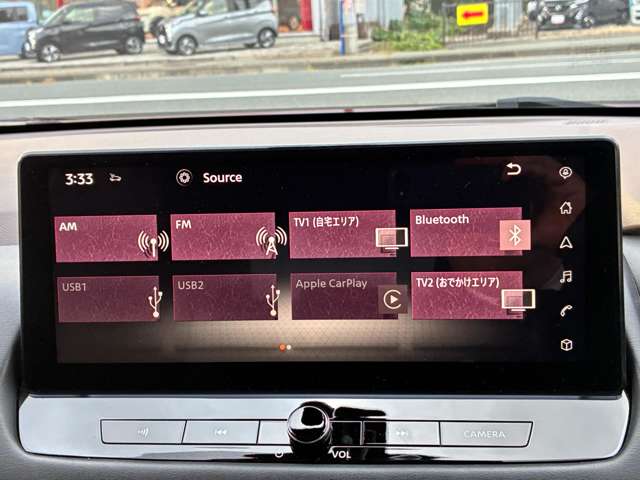 3:33
Source
AM
FM
TV1 (自宅エリア)
Bluetooth
USB1
USB2
Apple CarPlay
TV2 (おでかけエリア)
VOL
CAMERA